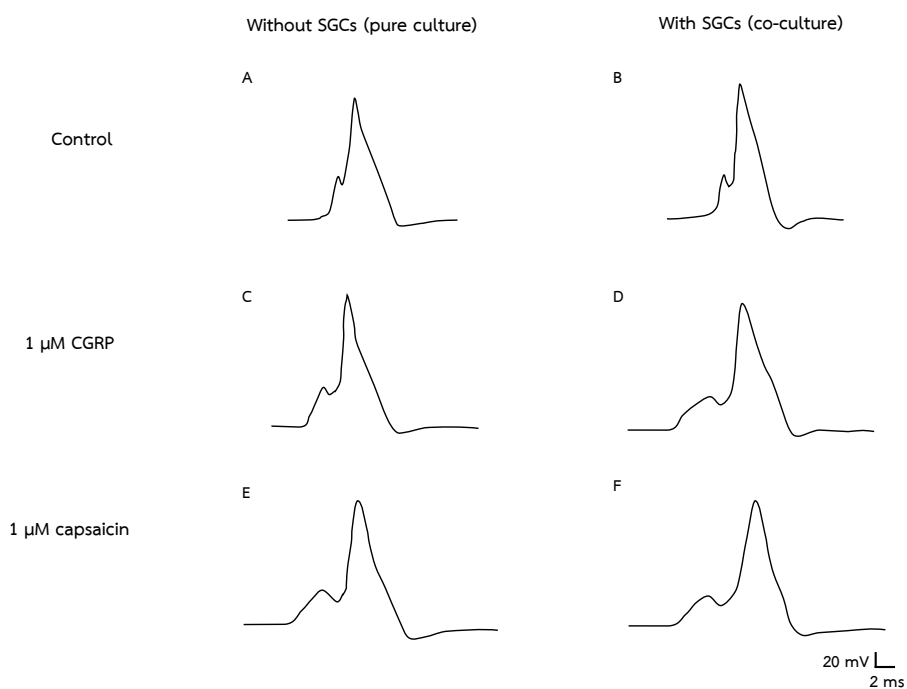 Without SGCs (pure culture)
With SGCs (co-culture)
A
B
Control
C
D
1 µM CGRP
E
F
1 µM capsaicin
20 mV
2 ms